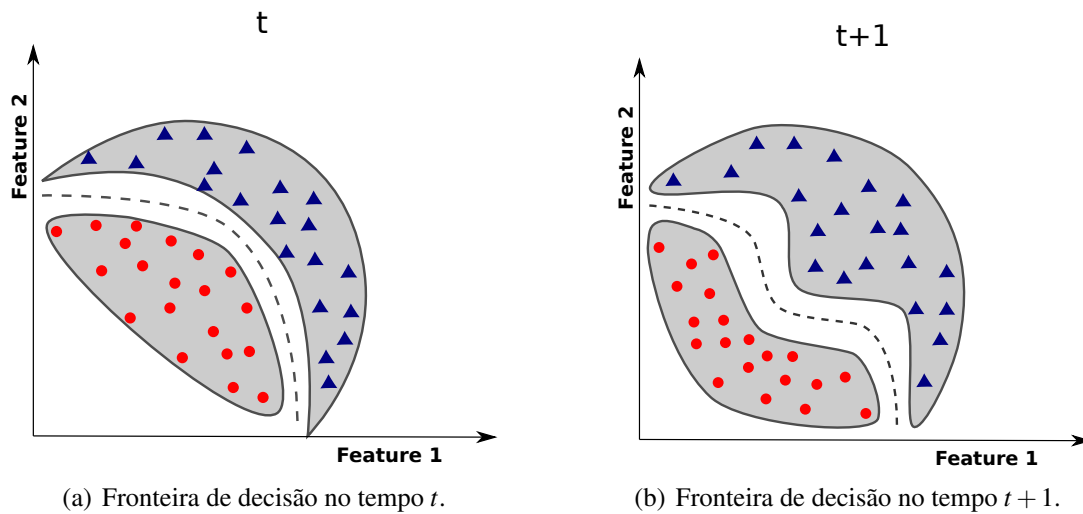 t
Feature 2
Feature 1
(a) Fronteira de decisão no tempo t.
t+1
Feature 2
Feature 1
(b) Fronteira de decisão no tempo t + 1.